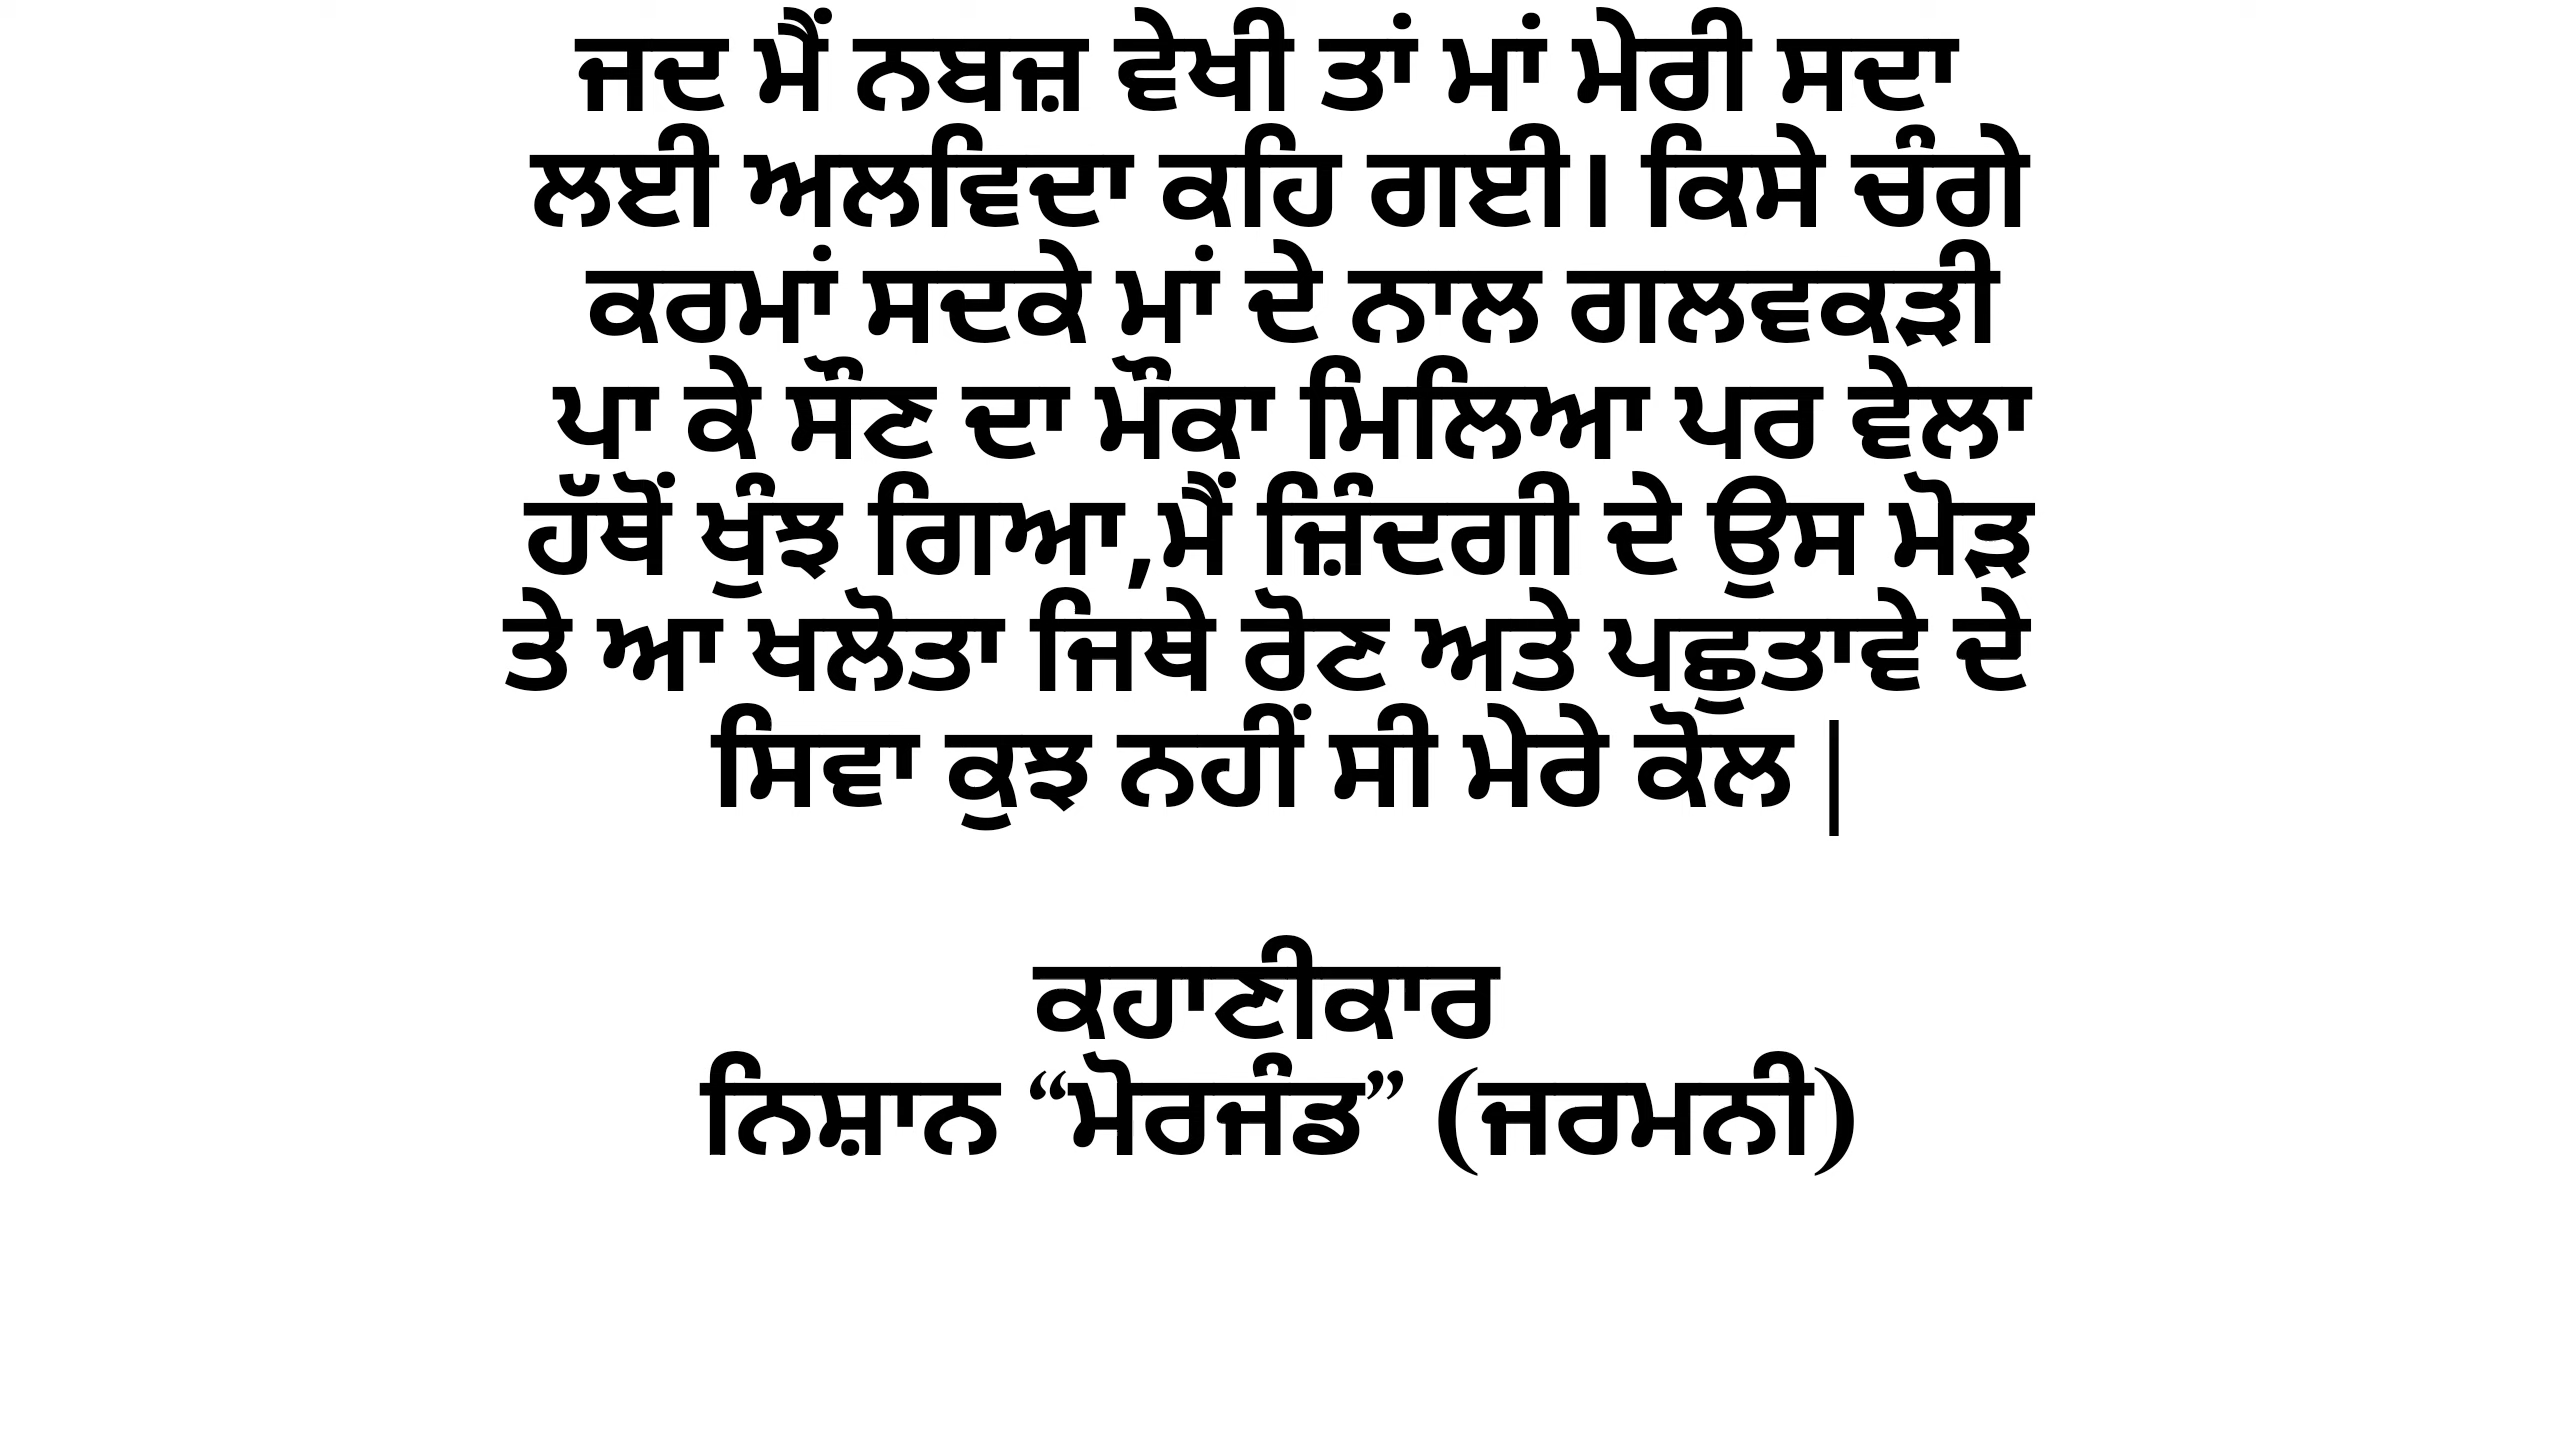 ਜਦ ਮੈਂ ਨਬਜ਼ ਵੇਖੀ ਤਾਂ ਮਾਂ ਮੇਰੀ ਸਦਾ
ਲਈ ਅਲਵਿਦਾ ਕਹਿ ਗਈ। ਕਿਸੇ ਚੰਗੇ
ਕਰਮਾਂ ਸਦਕੇ ਮਾਂ ਦੇ ਨਾਲ ਗਲਵਕੜੀ
ਪਾ ਕੇ ਸੌਣ ਦਾ ਮੌਕਾ ਮਿਲਿਆ ਪਰ ਵੇਲਾ
ਹੱਥੋਂ ਖੁੰਝ ਗਿਆ,ਮੈਂ ਜ਼ਿੰਦਗੀ ਦੇ ਉਸ ਮੋੜ
ਤੇ ਆ ਖਲੋਤਾ ਜਿਥੇ ਰੋਣ ਅਤੇ ਪਛੁਤਾਵੇ ਦੇ
ਸਿਵਾ ਕੁਝ ਨਹੀਂ ਸੀ ਮੇਰੇ ਕੋਲ |
ਕਹਾਣੀਕਾਰ
ਨਿਸ਼ਾਨ “ਮੋਰਜੰਡ” (ਜਰਮਨੀ)